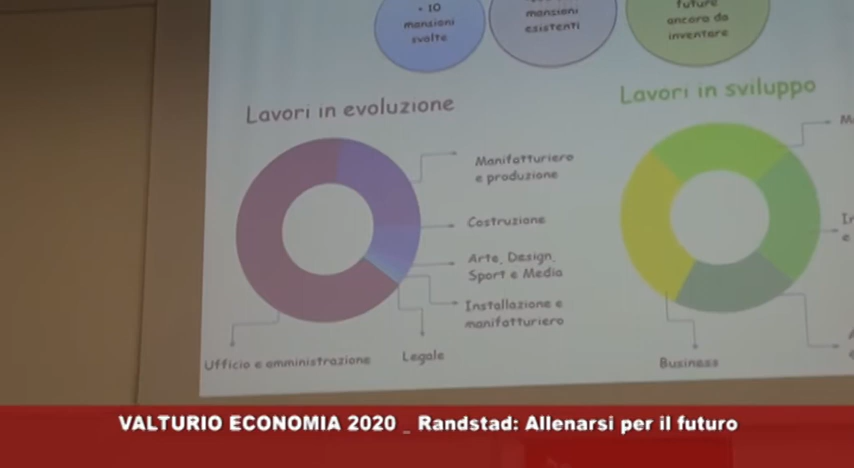 + 10
mansioni
svolte
mansioni
esistenti
future
ancora da
inventare
Lavori in evoluzione
Lavori in sviluppo
Manifatturiero
e produzione
Costruzione
Arte, Design,
Sport e Media
Installazione e
manifatturiero
Ufficio e amministrazione
Legale
Business
VALTURIO ECONOMIA 2020 _ Randstad: Allenarsi per il futuro